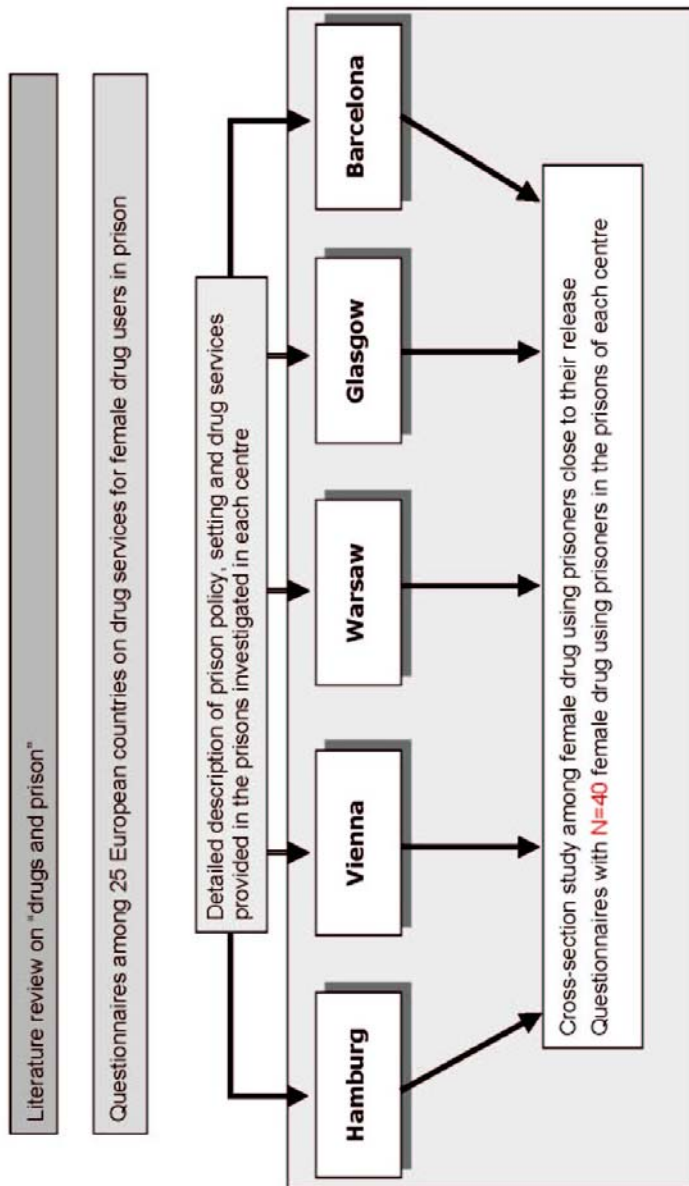 Literature review on "drugs and prison"
Questionnaires among 25 European countries on drug services for female drug users in prison
Detailed description of prison policy, setting and drug services
provided in the prisons investigated in each centre
Hamburg
Vienna
Warsaw
Glasgow
Barcelona
Cross-section study among female drug using prisoners close to their release
Questionnaires with N=40 female drug using prisoners in the prisons of each centre